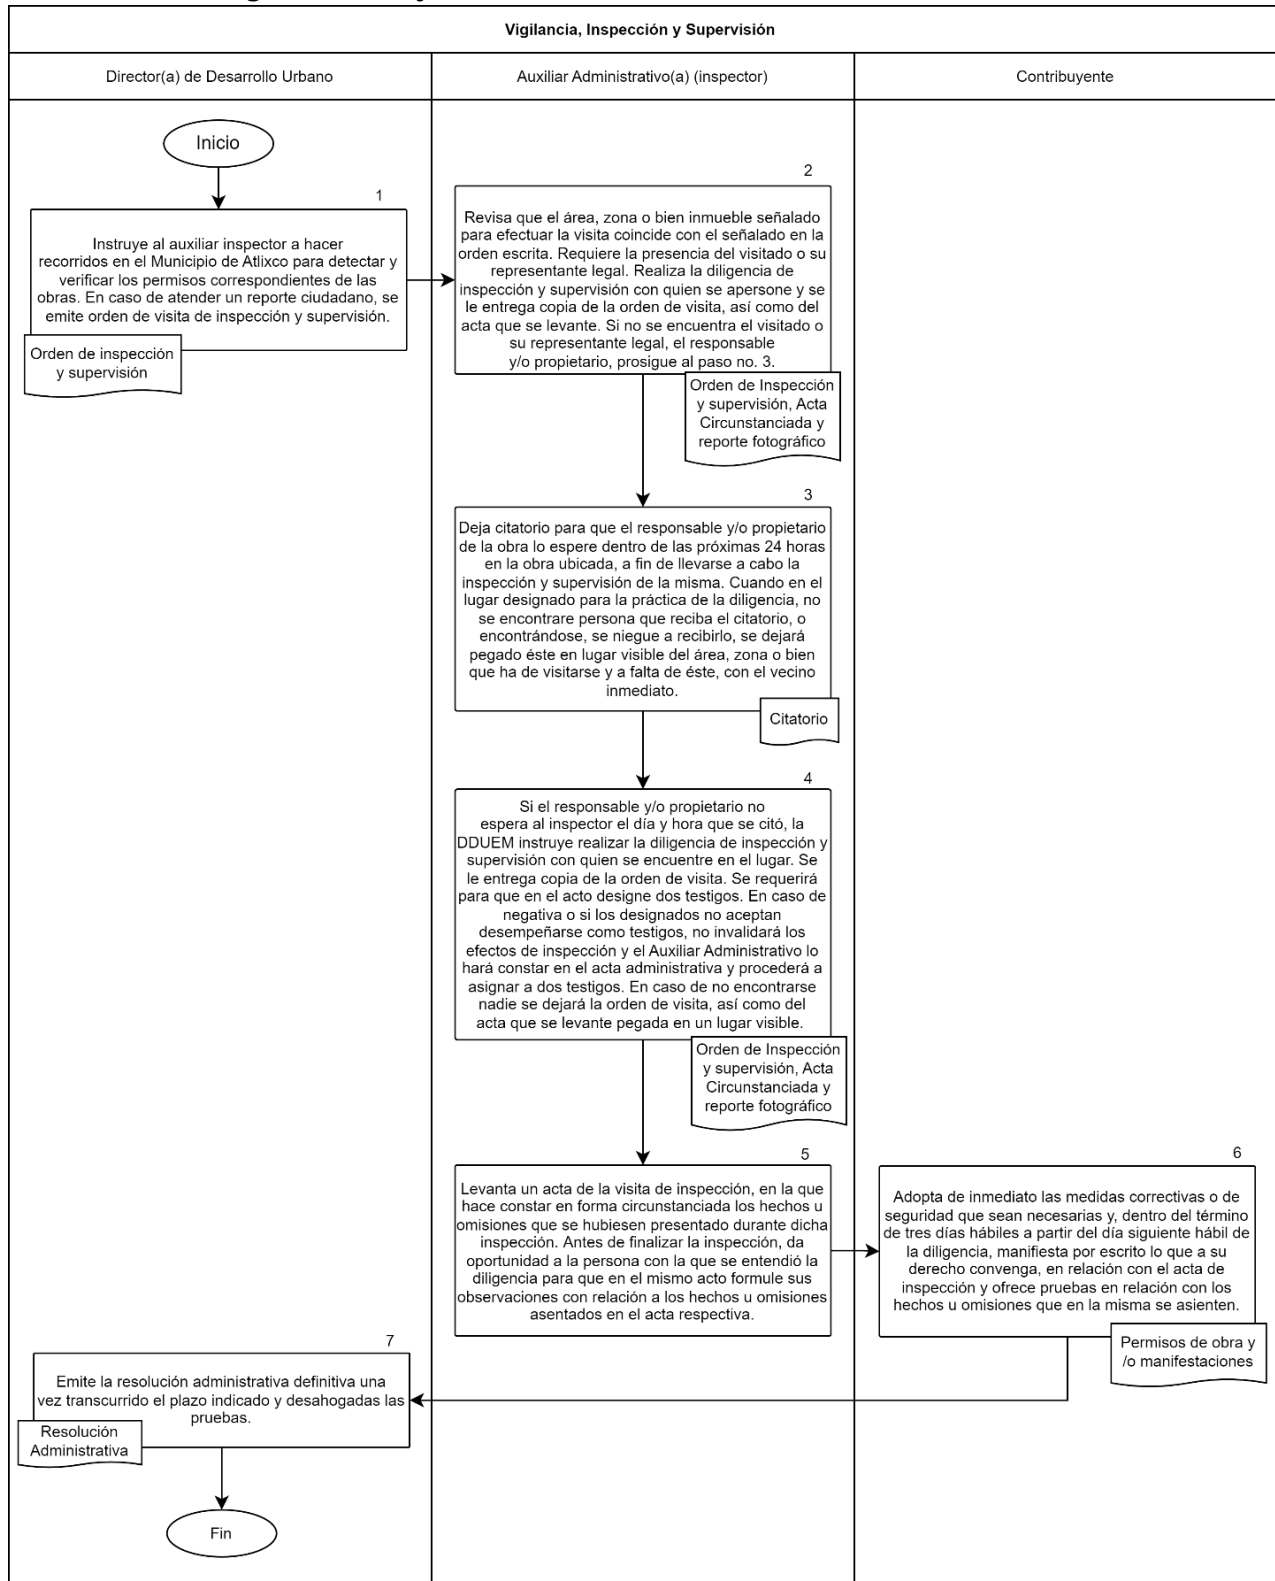 Vigilancia, Inspección y Supervisión
Director(a) de Desarrollo Urbano
Auxiliar Administrativo(a) (inspector)
Contribuyente
Inicio
1
Instruye al auxiliar inspector a hacer
recorridos en el Municipio de Atlixco para detectar y
verificar los permisos correspondientes de las
obras. En caso de atender un reporte ciudadano, se
emite orden de visita de inspección y supervisión.
Orden de inspección
y supervisión
2
Revisa que el área, zona o bien inmueble señalado
para efectuar la visita coincide con el señalado en la
orden escrita. Requiere la presencia del visitado o su
representante legal. Realiza la diligencia de
inspección y supervisión con quien se apersone y se
le entrega copia de la orden de visita, así como del
acta que se levante. Si no se encuentra el visitado o
su representante legal, el responsable
y/o propietario, prosigue al paso no. 3.
Orden de Inspección
y supervisión, Acta
Circunstanciada y
reporte fotográfico
3
Deja citatorio para que el responsable y/o propietario
de la obra lo espere dentro de las próximas 24 horas
en la obra ubicada, a fin de llevarse a cabo la
inspección y supervisión de la misma. Cuando en el
lugar designado para la práctica de la diligencia, no
se encontrare persona que reciba el citatorio, o
encontrándose, se niegue a recibirlo, se dejará
pegado éste en lugar visible del área, zona o bien
que ha de visitarse y a falta de éste, con el vecino
inmediato.
Citatorio
4
Si el responsable y/o propietario no
espera al inspector el día y hora que se citó, la
DDUEM instruye realizar la diligencia de inspección y
supervisión con quien se encuentre en el lugar. Se
le entrega copia de la orden de visita. Se requerirá
para que en el acto designe dos testigos. En caso de
negativa o si los designados no aceptan
desempeñarse como testigos, no invalidará los
efectos de inspección y el Auxiliar Administrativo lo
hará constar en el acta administrativa y procederá a
asignar a dos testigos. En caso de no encontrarse
nadie se dejará la orden de visita, así como del
acta que se levante pegada en un lugar visible.
Orden de Inspección
y supervisión, Acta
Circunstanciada y
reporte fotográfico
5
Levanta un acta de la visita de inspección, en la que
hace constar en forma circunstanciada los hechos u
omisiones que se hubiesen presentado durante dicha
inspección. Antes de finalizar la inspección, da
oportunidad a la persona con la que se entendió la
diligencia para que en el mismo acto formule sus
observaciones con relación a los hechos u omisiones
asentados en el acta respectiva.
6
Adopta de inmediato las medidas correctivas o de
seguridad que sean necesarias y, dentro del término
de tres días hábiles a partir del día siguiente hábil de
la diligencia, manifiesta por escrito lo que a su
derecho convenga, en relación con el acta de
inspección y ofrece pruebas en relación con los
hechos u omisiones que en la misma se asienten.
Permisos de obra y
/o manifestaciones
7
Emite la resolución administrativa definitiva una
vez transcurrido el plazo indicado y desahogadas las
pruebas.
Resolución
Administrativa
Fin